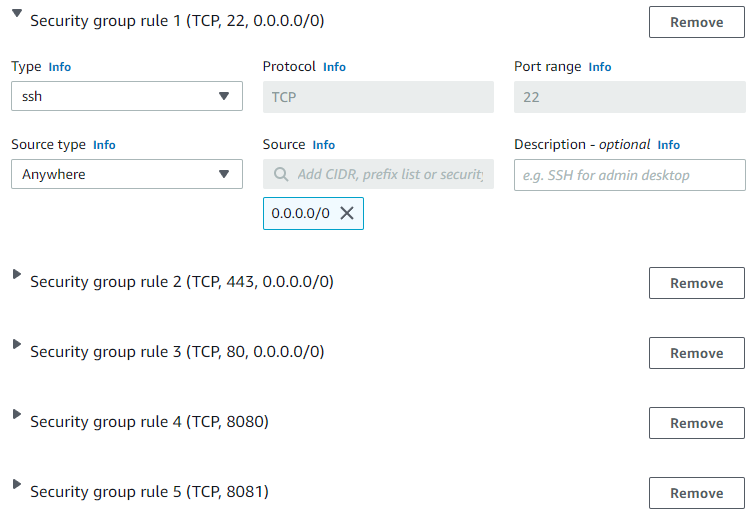 Security group rule 1 (TCP, 22, 0.0.0.0/0) Remove
Type Info Protocol Info Port range Info
ssh TCP 22
Source type Info Source Info Description - optional Info
Anywhere Add CIDR, prefix list or security e.g. SSH for admin desktop
0.0.0.0/0
Security group rule 2 (TCP, 443, 0.0.0.0/0) Remove
Security group rule 3 (TCP, 80, 0.0.0.0/0) Remove
Security group rule 4 (TCP, 8080) Remove
Security group rule 5 (TCP, 8081) Remove